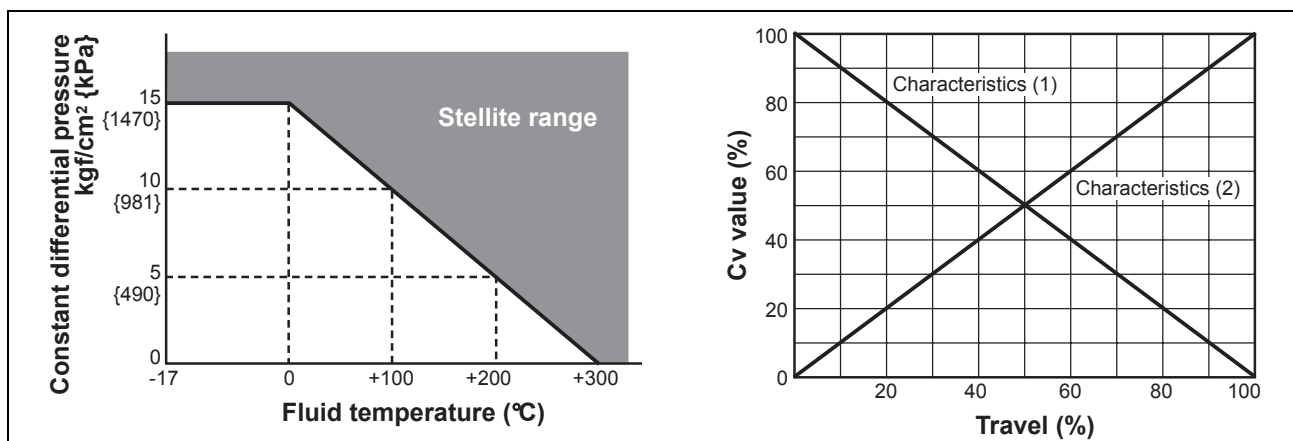 Constant differential pressure
kgf/cm² {kPa}
15
{1470}
10
{981}
5
{490}
0
-17
0
+100
+200
+300
Fluid temperature (°C)
Stellite range
Cv value (%)
100
80
60
40
20
0
20
40
60
80
100
Travel (%)
Characteristics (1)
Characteristics (2)